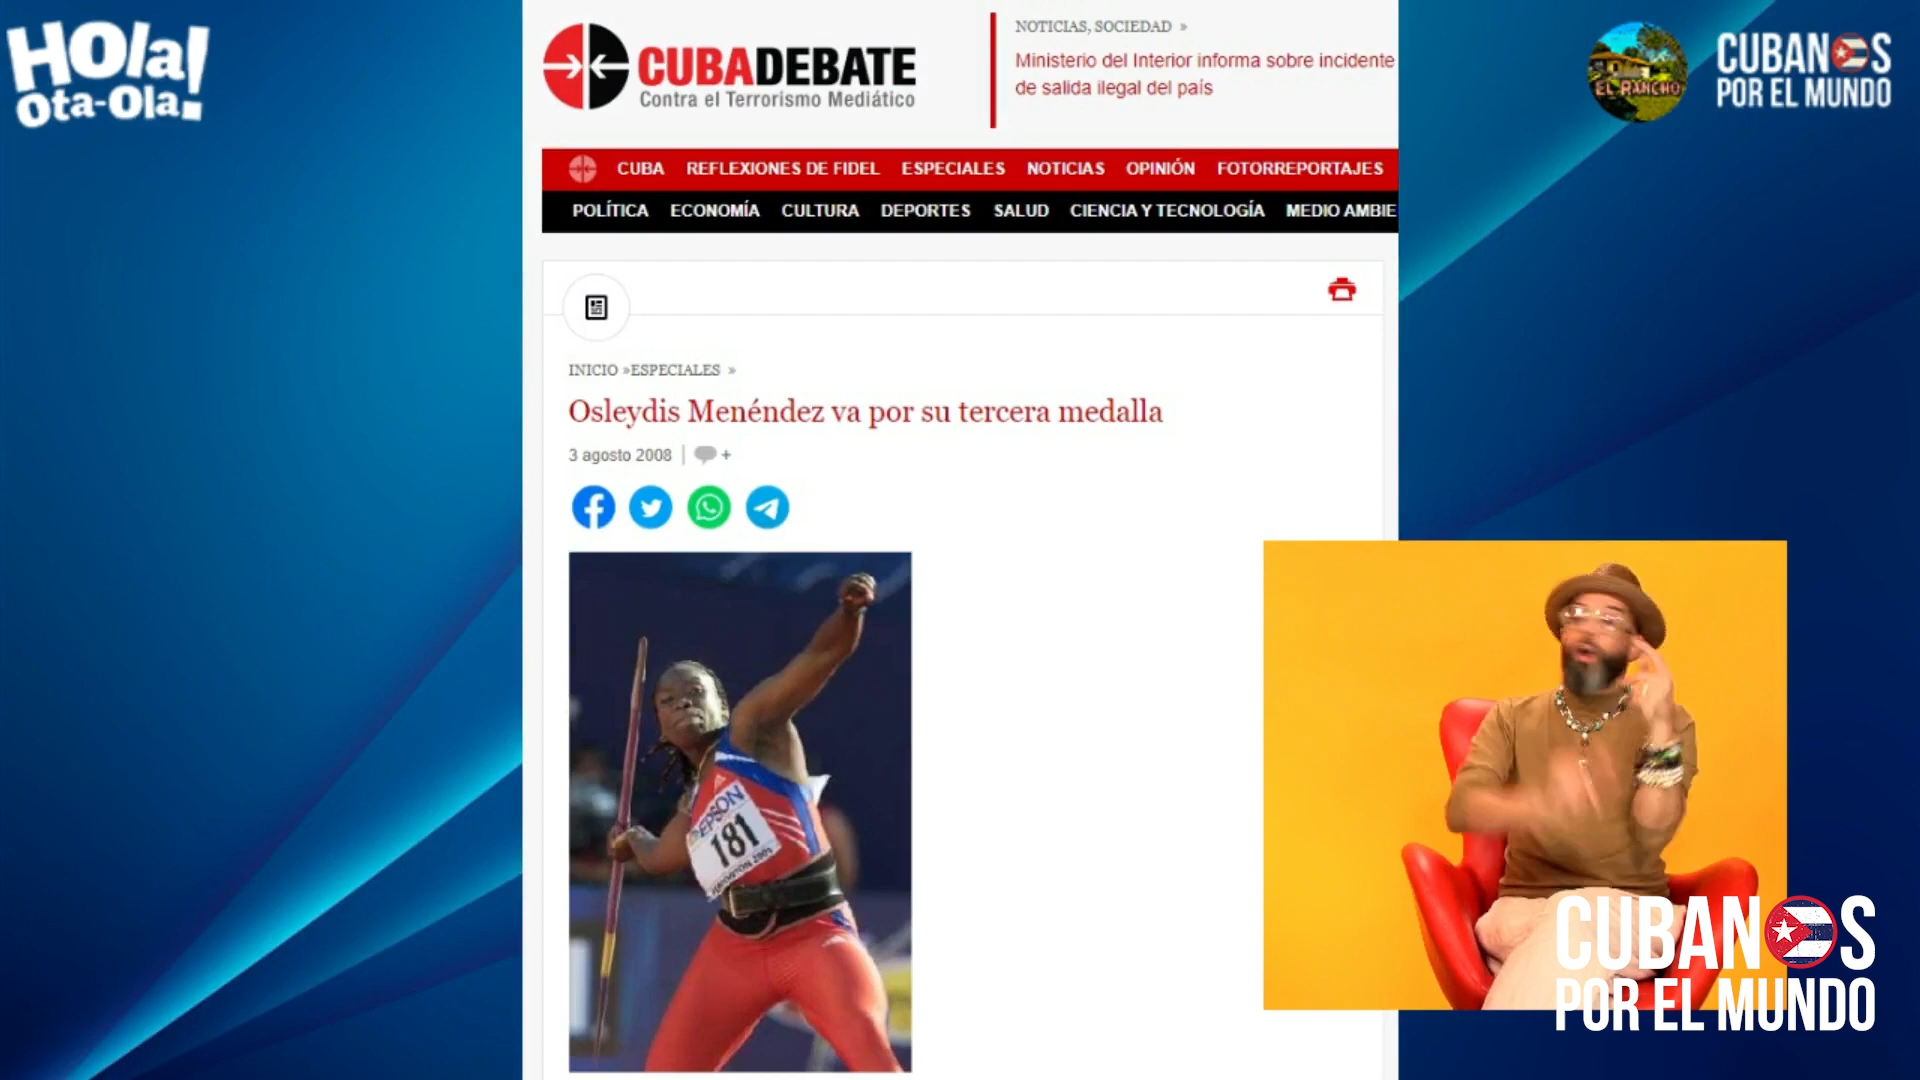 Hola!
Ota-Ola!
CUBADEBATE
Contra el Terrorismo Mediático
NOTICIAS, SOCIEDAD »
Ministerio del Interior informa sobre incidente
de salida ilegal del país
EL RANCHO
CUBANOS
POR EL MUNDO
CUBA REFLEXIONES DE FIDEL ESPECIALES NOTICIAS OPINIÓN FOTORREPORTAJES
POLÍTICA ECONOMÍA CULTURA DEPORTES SALUD CIENCIA Y TECNOLOGÍA MEDIO AMBIE
INICIO »ESPECIALES »
Osleydis Menéndez va por su tercera medalla
3 agosto 2008 | +
EPSON
181
CUBANOS
POR EL MUNDO